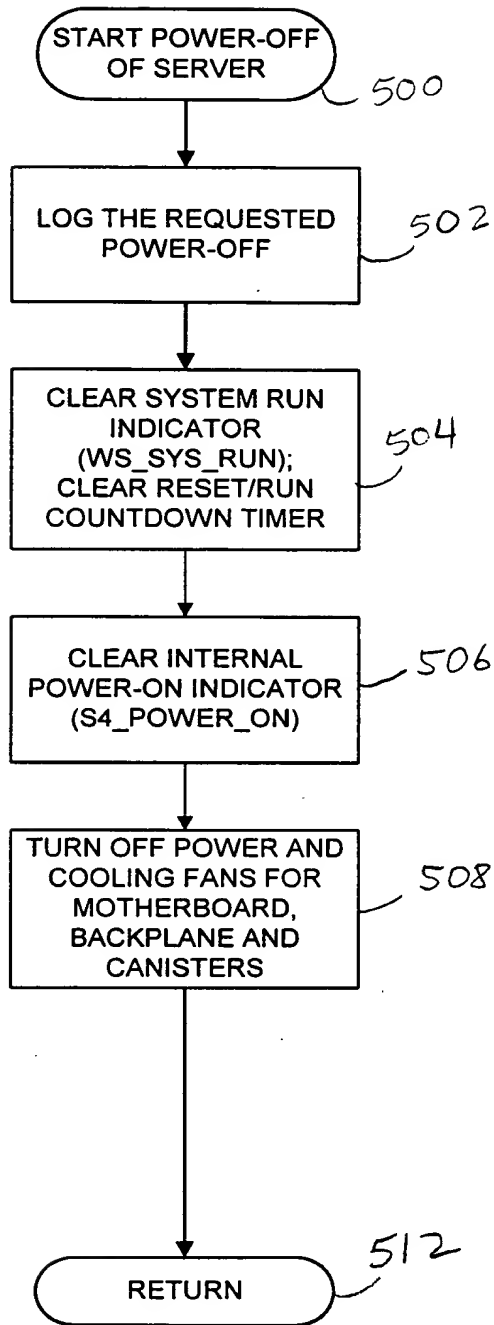 START POWER-OFF
OF SERVER
500
LOG THE REQUESTED
POWER-OFF
502
CLEAR SYSTEM RUN
INDICATOR
(WS_SYS_RUN);
CLEAR RESET/RUN
COUNTDOWN TIMER
504
CLEAR INTERNAL
POWER-ON INDICATOR
(S4_POWER_ON)
506
TURN OFF POWER AND
COOLING FANS FOR
MOTHERBOARD,
BACKPLANE AND
CANISTERS
508
RETURN
512